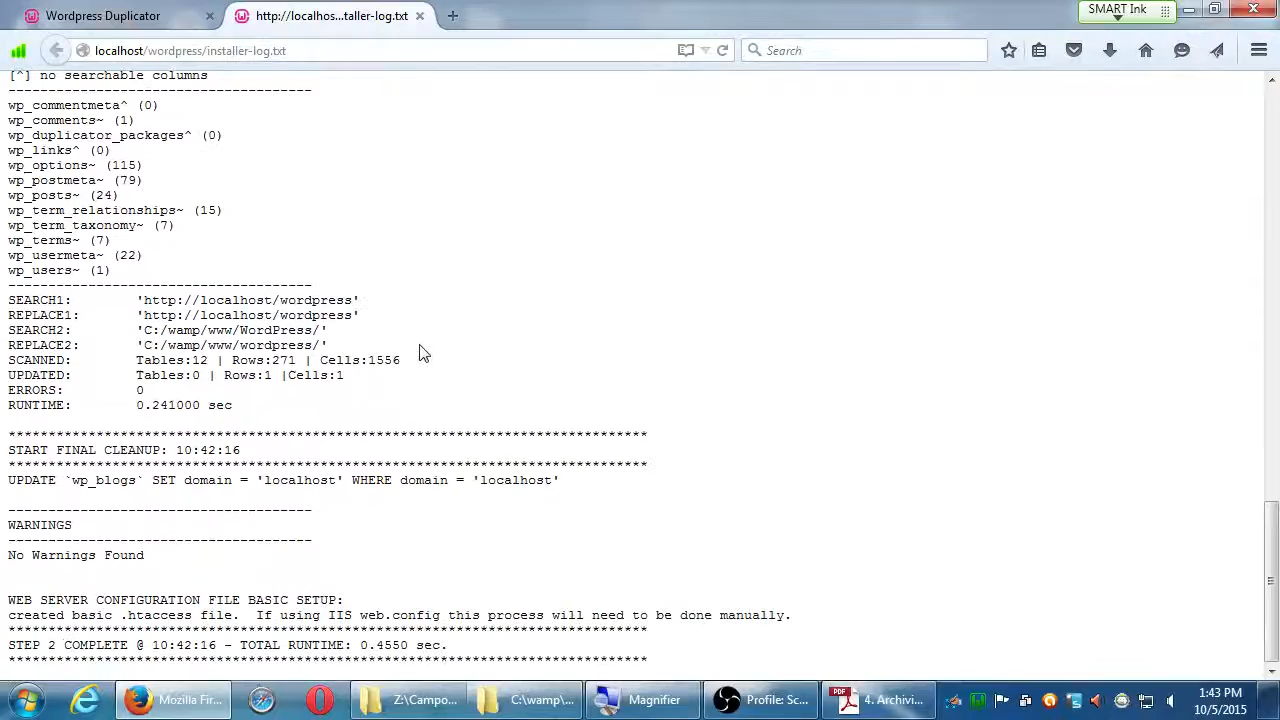 SMART Ink
Wordpress Duplicator
http://localhos...taller-log.txt
localhost/wordpress/installer-log.txt
Search
[^] no searchable columns
--------------------------------------
wp_commentmeta^ (0)
wp_comments~ (1)
wp_duplicator_packages^ (0)
wp_links^ (0)
wp_options~ (115)
wp_postmeta~ (79)
wp_posts~ (24)
wp_term_relationships~ (15)
wp_term_taxonomy~ (7)
wp_terms~ (7)
wp_usermeta~ (22)
wp_users~ (1)
--------------------------------------
SEARCH1: 'http://localhost/wordpress'
REPLACE1: 'http://localhost/wordpress'
SEARCH2: 'C:/wamp/www/WordPress/'
REPLACE2: 'C:/wamp/www/wordpress/'
SCANNED: Tables:12 | Rows:271 | Cells:1556
UPDATED: Tables:0 | Rows:1 |Cells:1
ERRORS: 0
RUNTIME: 0.241000 sec
********************************************************************************
START FINAL CLEANUP: 10:42:16
********************************************************************************
UPDATE `wp_blogs` SET domain = 'localhost' WHERE domain = 'localhost'
--------------------------------------
WARNINGS
--------------------------------------
No Warnings Found
WEB SERVER CONFIGURATION FILE BASIC SETUP:
created basic .htaccess file. If using IIS web.config this process will need to be done manually.
********************************************************************************
STEP 2 COMPLETE @ 10:42:16 - TOTAL RUNTIME: 0.4550 sec.
********************************************************************************
Mozilla Fir...
Z:\Campo...
C:\wamp\...
Magnifier
Profile: Sc...
PDF
4. Archivi...
1:43 PM
10/5/2015